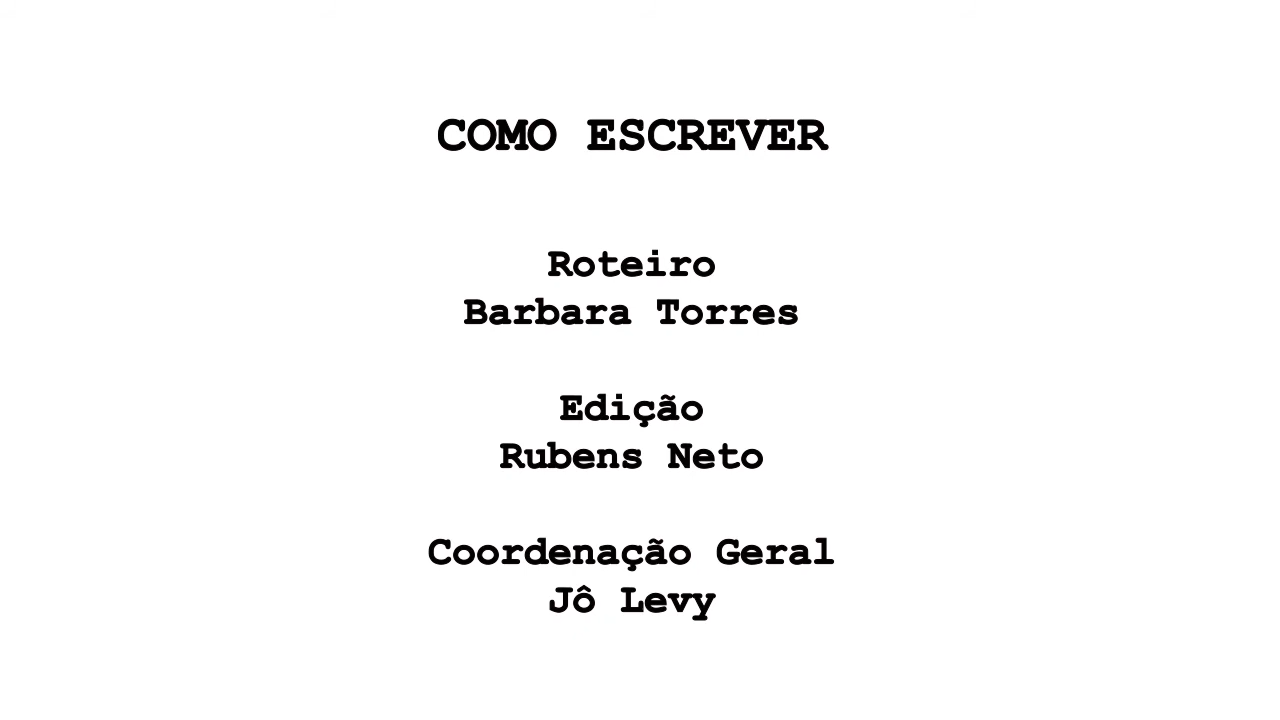 COMO ESCREVER
Roteiro
Barbara Torres
Edição
Rubens Neto
Coordenação Geral
Jô Levy